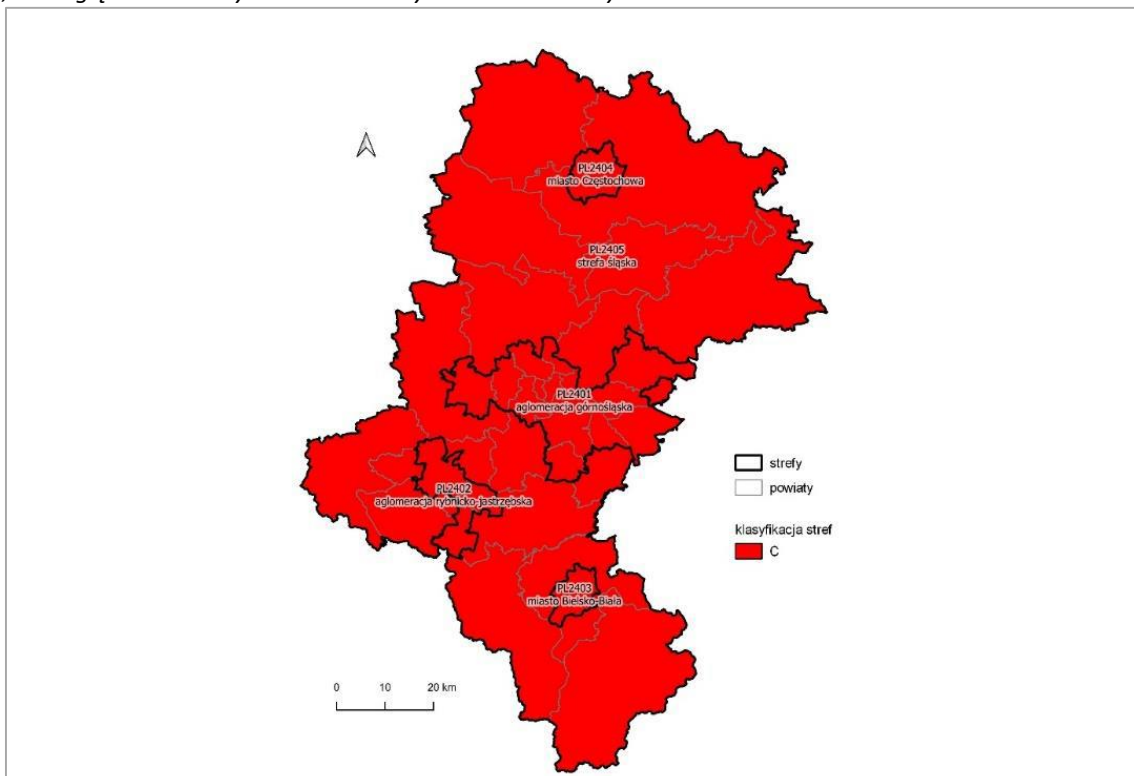 PL2404
miasto Częstochowa
PL2405
strefa śląska
PL2401
aglomeracja górnośląska
strefy
powiaty
PL2402
aglomeracja rybnicko-jastrzębska
klasyfikacja stref
C
PL2403
miasto Bielsko-Biała
0 10 20 km